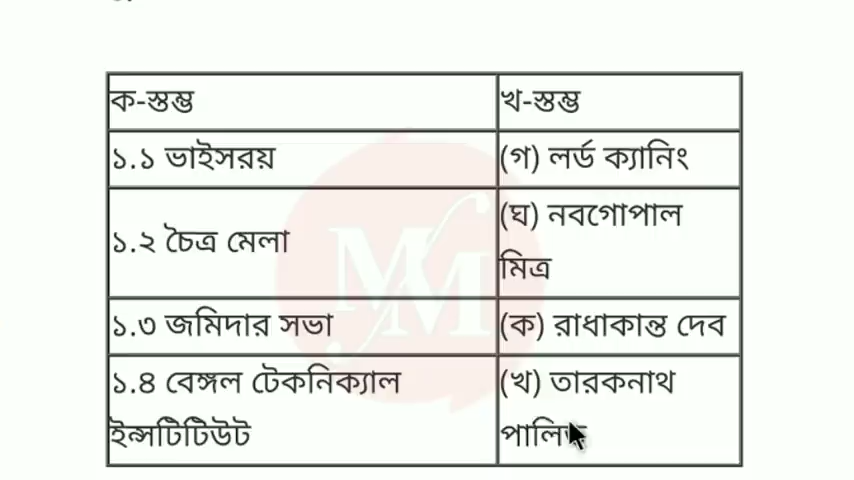 ক-স্তম্ভ
খ-স্তম্ভ
১.১ ভাইসরয়
(গ) লর্ড ক্যানিং
১.২ চৈত্র মেলা
(ঘ) নবগোপাল
মিত্র
১.৩ জমিদার সভা
(ক) রাধাকান্ত দেব
১.৪ বেঙ্গল টেকনিক্যাল
ইন্সটিটিউট
(খ) তারকনাথ
MM